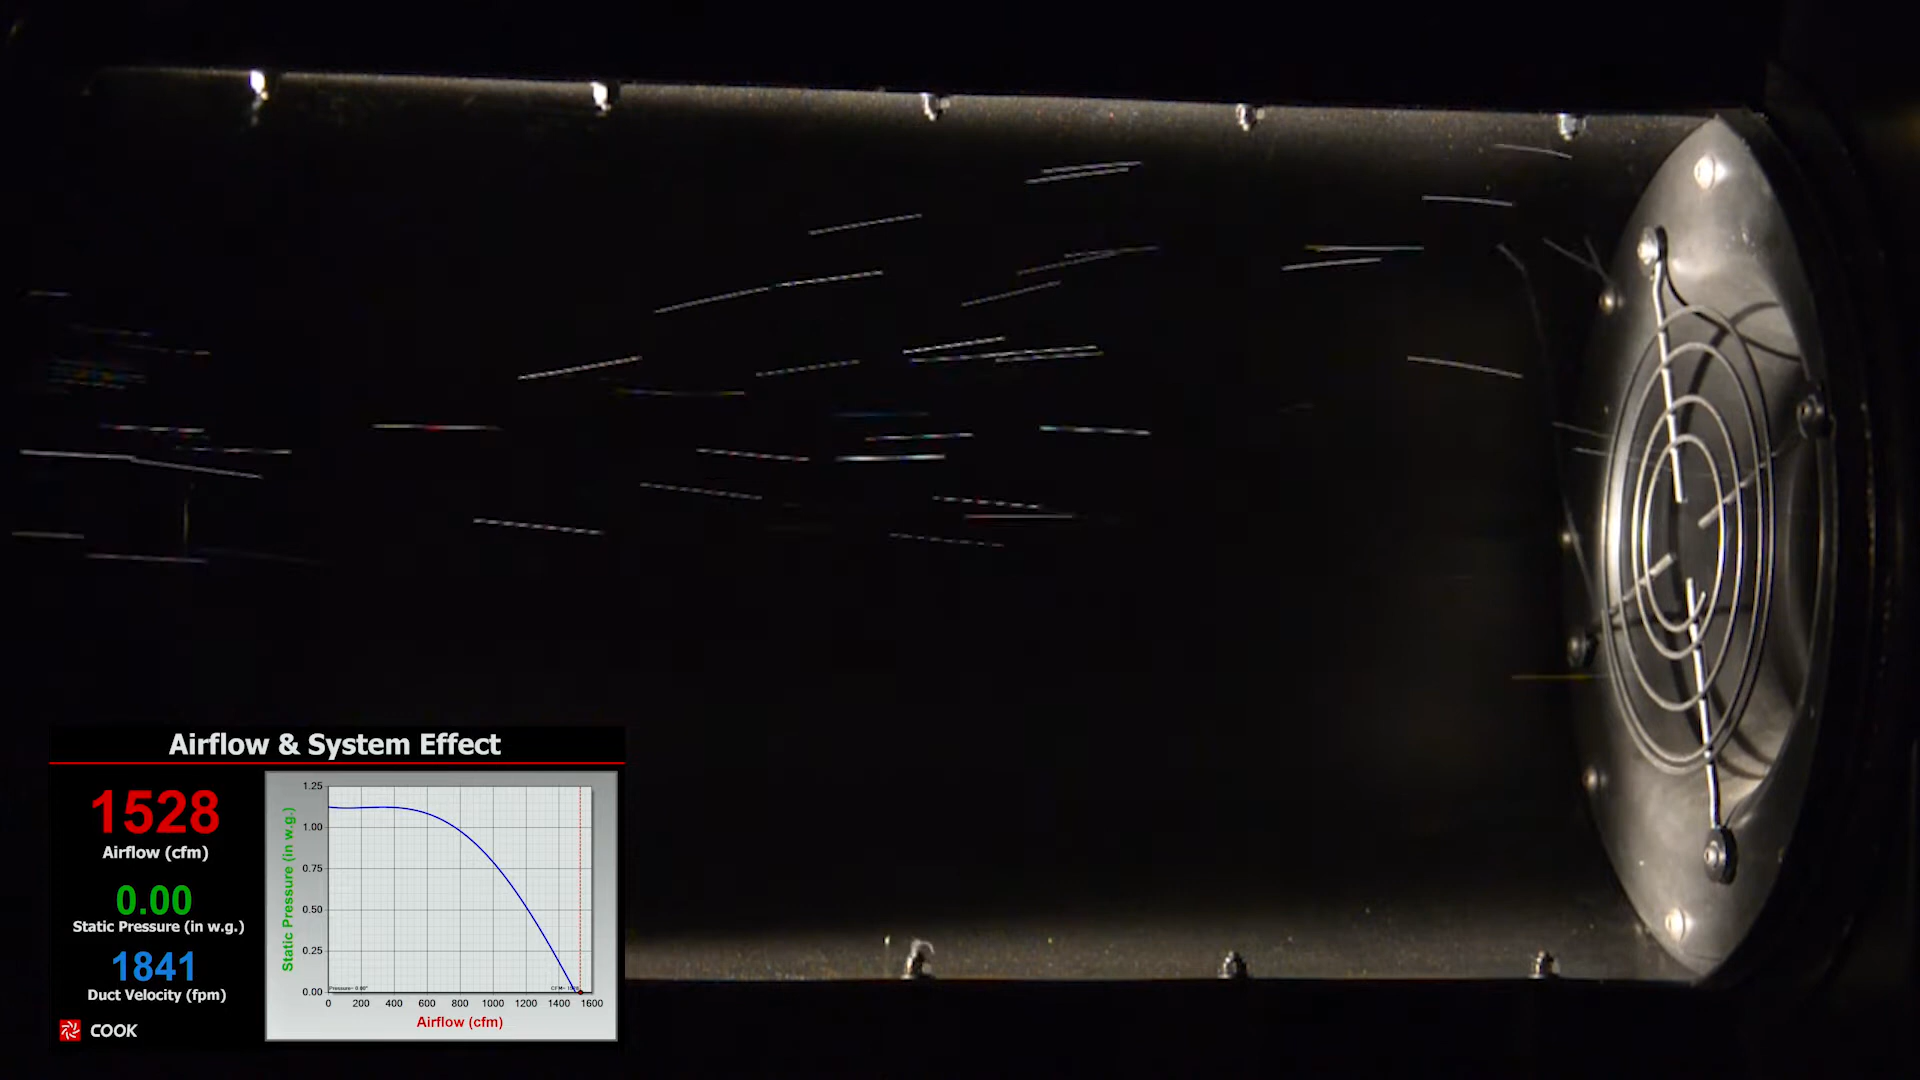 Airflow & System Effect
1528
Airflow (cfm)
0.00
Static Pressure (in w.g.)
1841
Duct Velocity (fpm)
COOK
Static Pressure (in w.g.)
1.25
1.00
0.75
0.50
0.25
0.00
0 200 400 600 800 1000 1200 1400 1600
Airflow (cfm)